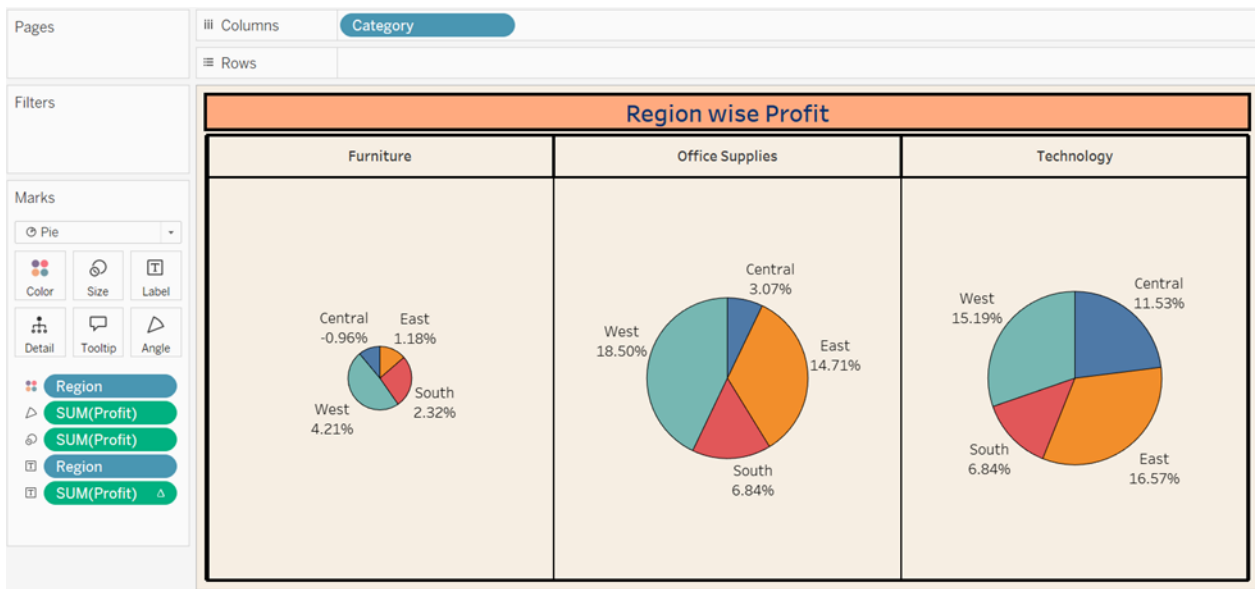 Pages
Columns
Category
Rows
Filters
Marks
Pie
Color
Size
Label
Detail
Tooltip
Angle
Region
SUM(Profit)
SUM(Profit)
Region
SUM(Profit)
Region wise Profit
Furniture
Office Supplies
Technology
Central
-0.96%
East
1.18%
South
2.32%
West
4.21%
Central
3.07%
East
14.71%
South
6.84%
West
18.50%
Central
11.53%
East
16.57%
South
6.84%
West
15.19%